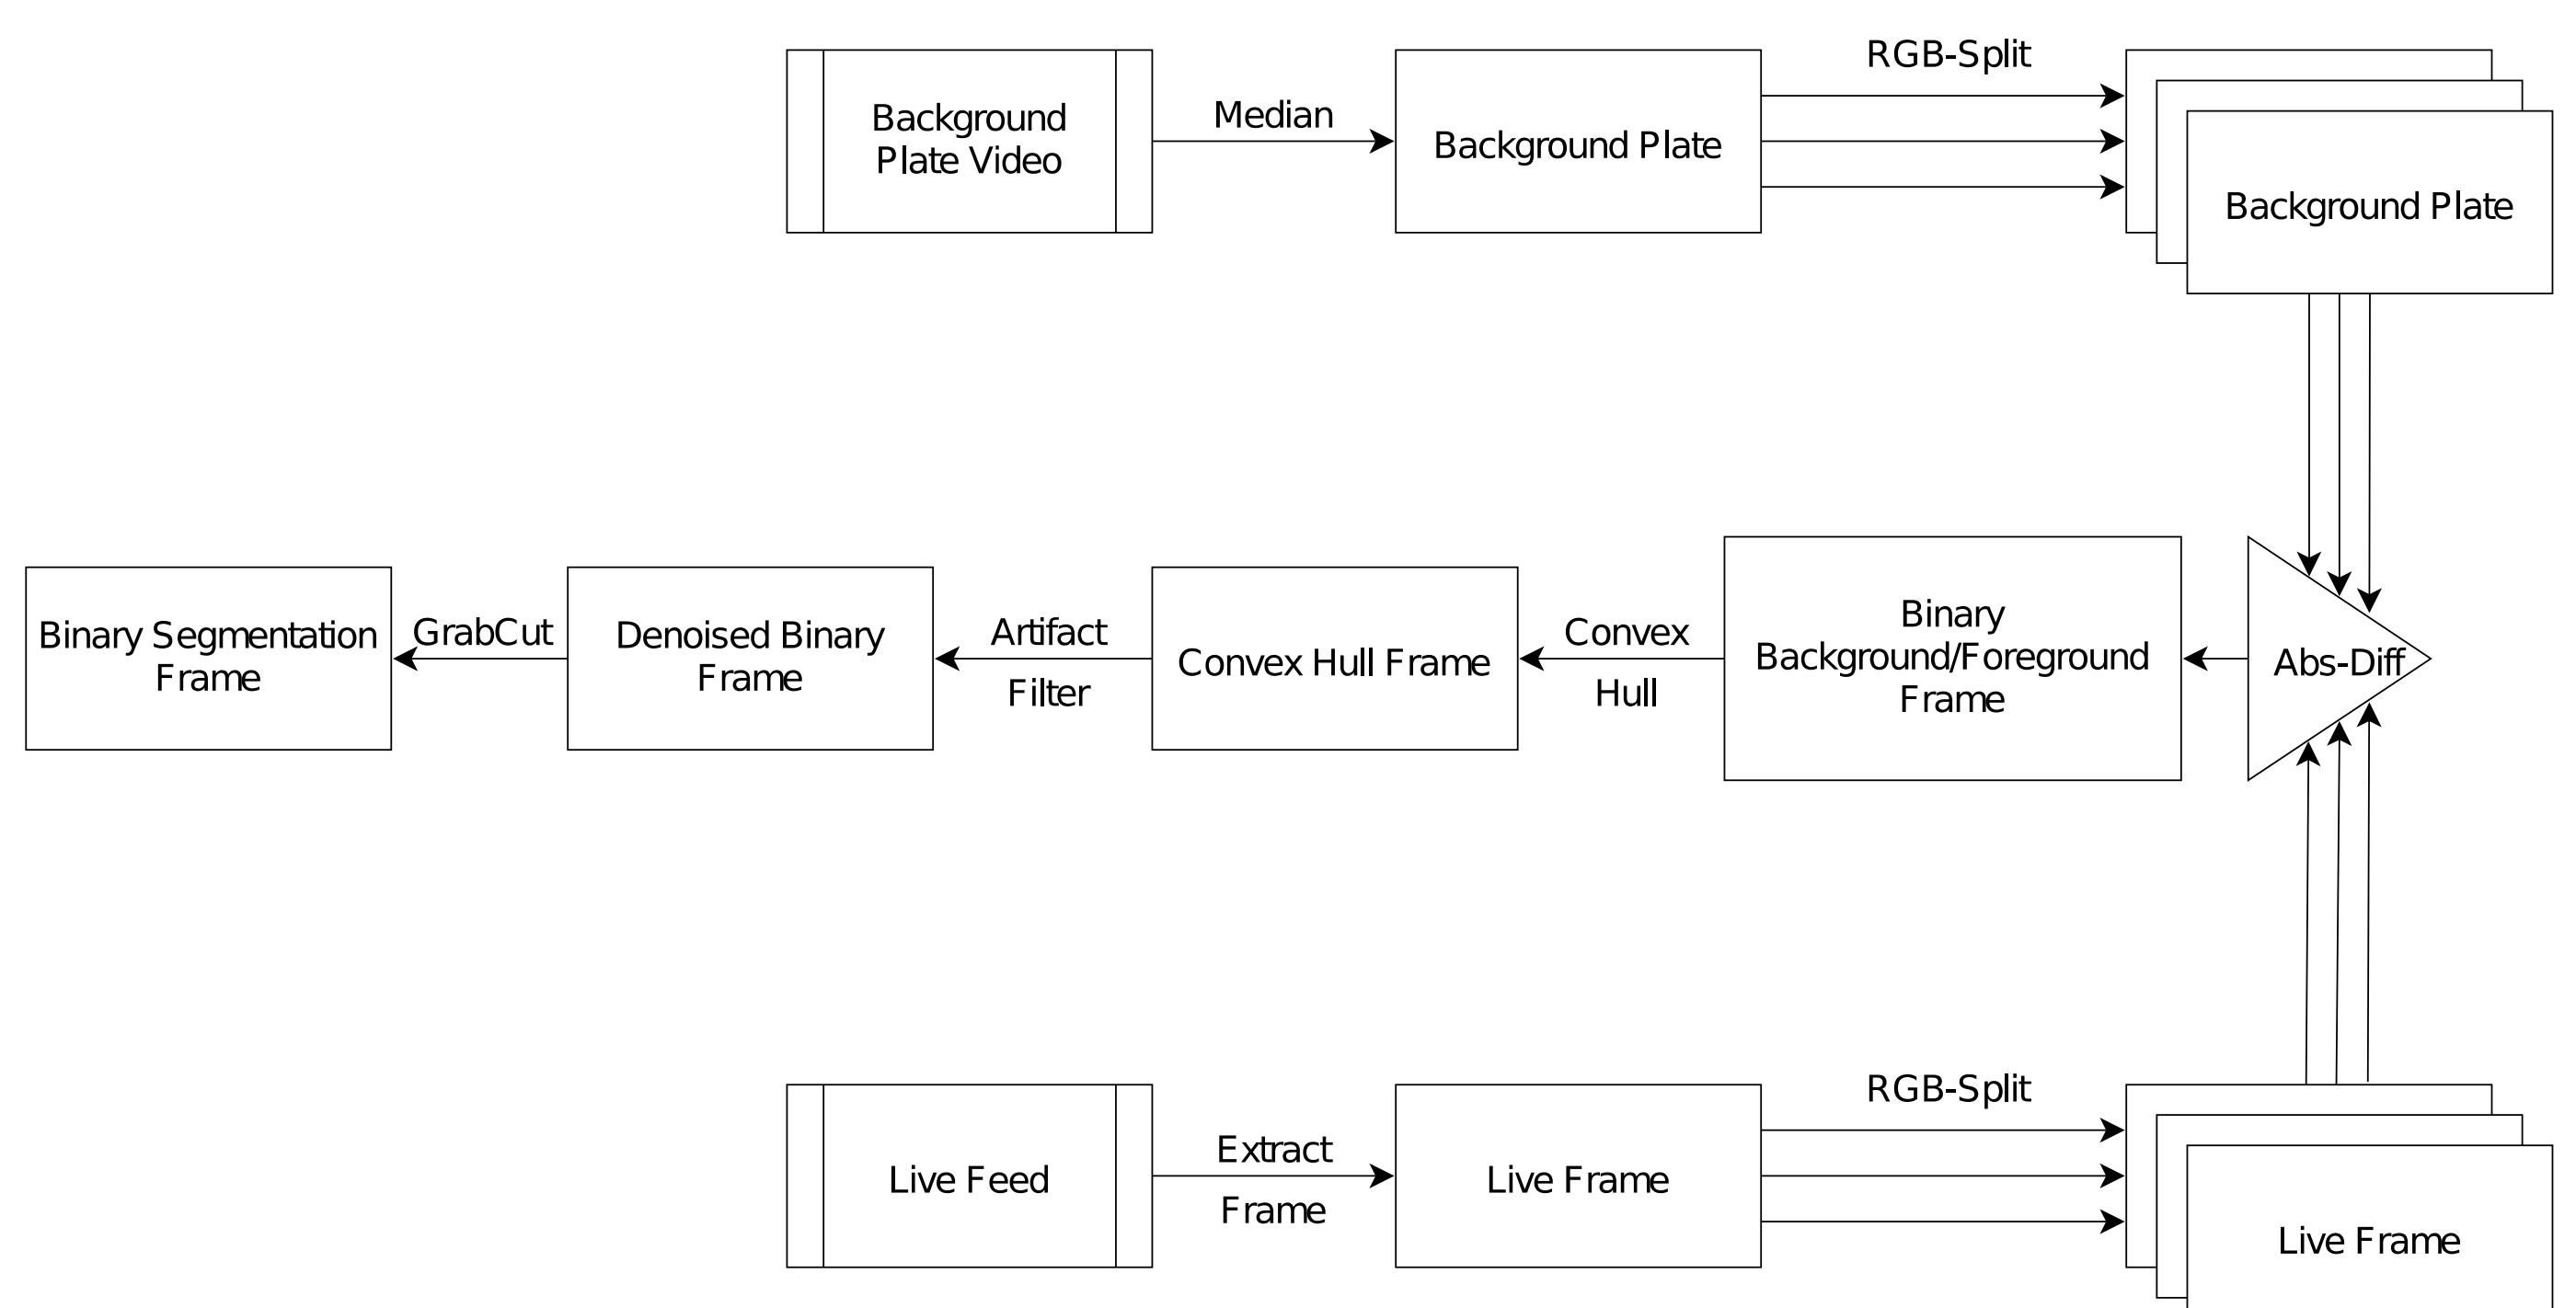 RGB-Split
Background
Plate Video
Median
Background Plate
Background Plate
Binary Segmentation
Frame
GrabCut
Denoised Binary
Frame
Artifact
Filter
Convex Hull Frame
Convex
Hull
Binary
Background/Foreground
Frame
Abs-Diff
RGB-Split
Live Feed
Extract
Frame
Live Frame
Live Frame